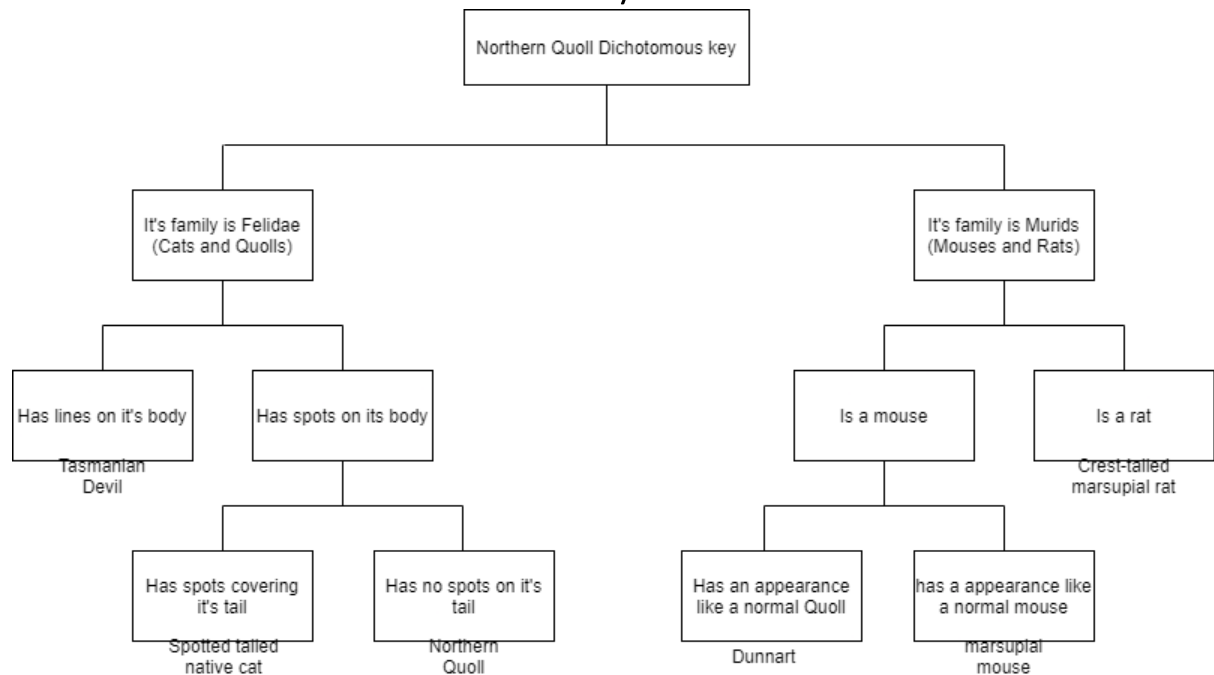 Northern Quoll Dichotomous key
It's family is Felidae
(Cats and Quolls)
It's family is Murids
(Mouses and Rats)
Has lines on it's body
Has spots on its body
Is a mouse
Is a rat
Tasmanian
Devil
Crest-tailed
marsupial rat
Has spots covering
it's tail
Has no spots on it's
tail
Has an appearance
like a normal Quoll
has a appearance like
a normal mouse
Spotted tailed
native cat
Northern
Quoll
Dunnart
marsupial
mouse